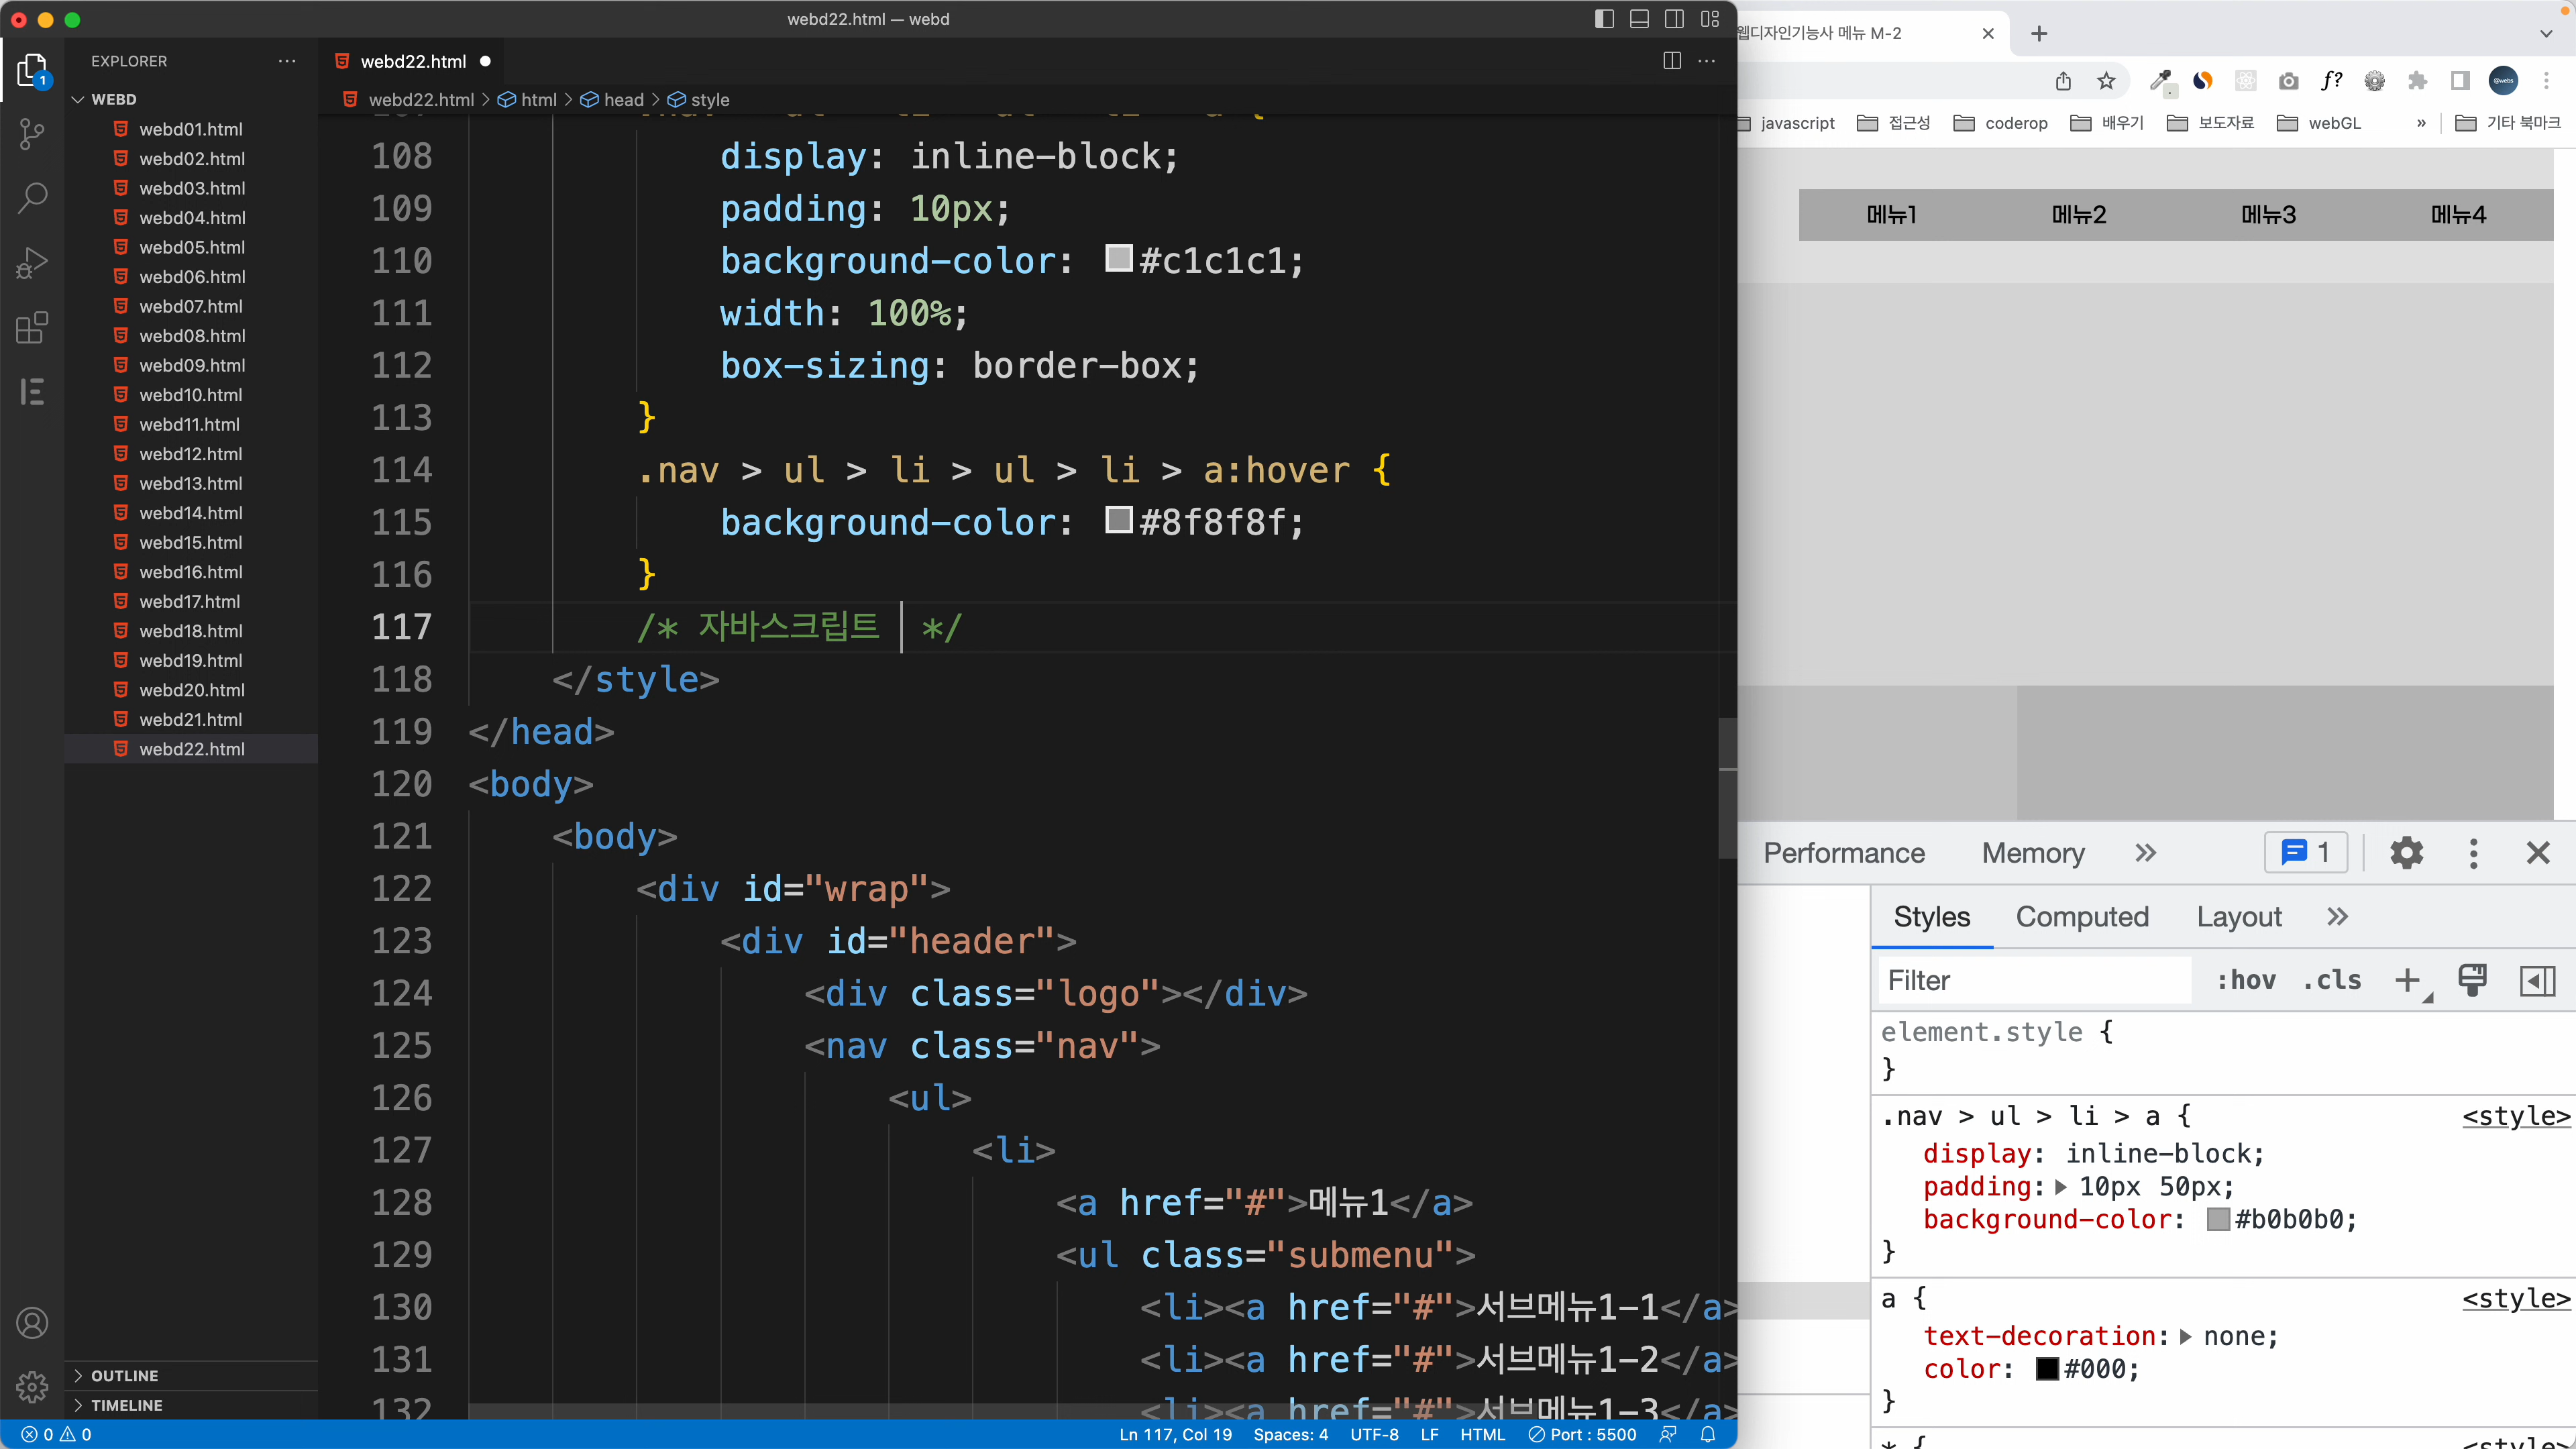 webd22.html — webd
EXPLORER
WEBD
webd01.html
webd02.html
webd03.html
webd04.html
webd05.html
webd06.html
webd07.html
webd08.html
webd09.html
webd10.html
webd11.html
webd12.html
webd13.html
webd14.html
webd15.html
webd16.html
webd17.html
webd18.html
webd19.html
webd20.html
webd21.html
webd22.html
OUTLINE
TIMELINE
1
webd22.html
webd22.html > html > head > style
108 display: inline-block;
109 padding: 10px;
110 background-color: #c1c1c1;
111 width: 100%;
112 box-sizing: border-box;
113 }
114 .nav > ul > li > ul > li > a:hover {
115 background-color: #8f8f8f;
116 }
117 /* 자바스크립트  */
118 </style>
119 </head>
120 <body>
121 <body>
122 <div id="wrap">
123 <div id="header">
124 <div class="logo"></div>
125 <nav class="nav">
126 <ul>
127 <li>
128 <a href="#">메뉴1</a>
129 <ul class="submenu">
130 <li><a href="#">서브메뉴1-1</a>
131 <li><a href="#">서브메뉴1-2</a>
132 <li><a href="#">서브메뉴1-3</a>
0 0
Ln 117, Col 19 Spaces: 4 UTF-8 LF HTML Port : 5500
웹디자인기능사 메뉴 M-2
f?
@webs
javascript 접근성 coderop 배우기 보도자료 webGL » 기타 북마크
메뉴1 메뉴2 메뉴3 메뉴4
Performance Memory » 1
Styles Computed Layout »
Filter :hov .cls
element.style {
}
.nav > ul > li > a { <style>
display: inline-block;
padding: 10px 50px;
background-color: #b0b0b0;
}
a { <style>
text-decoration: none;
color: #000;
}
* { <style>